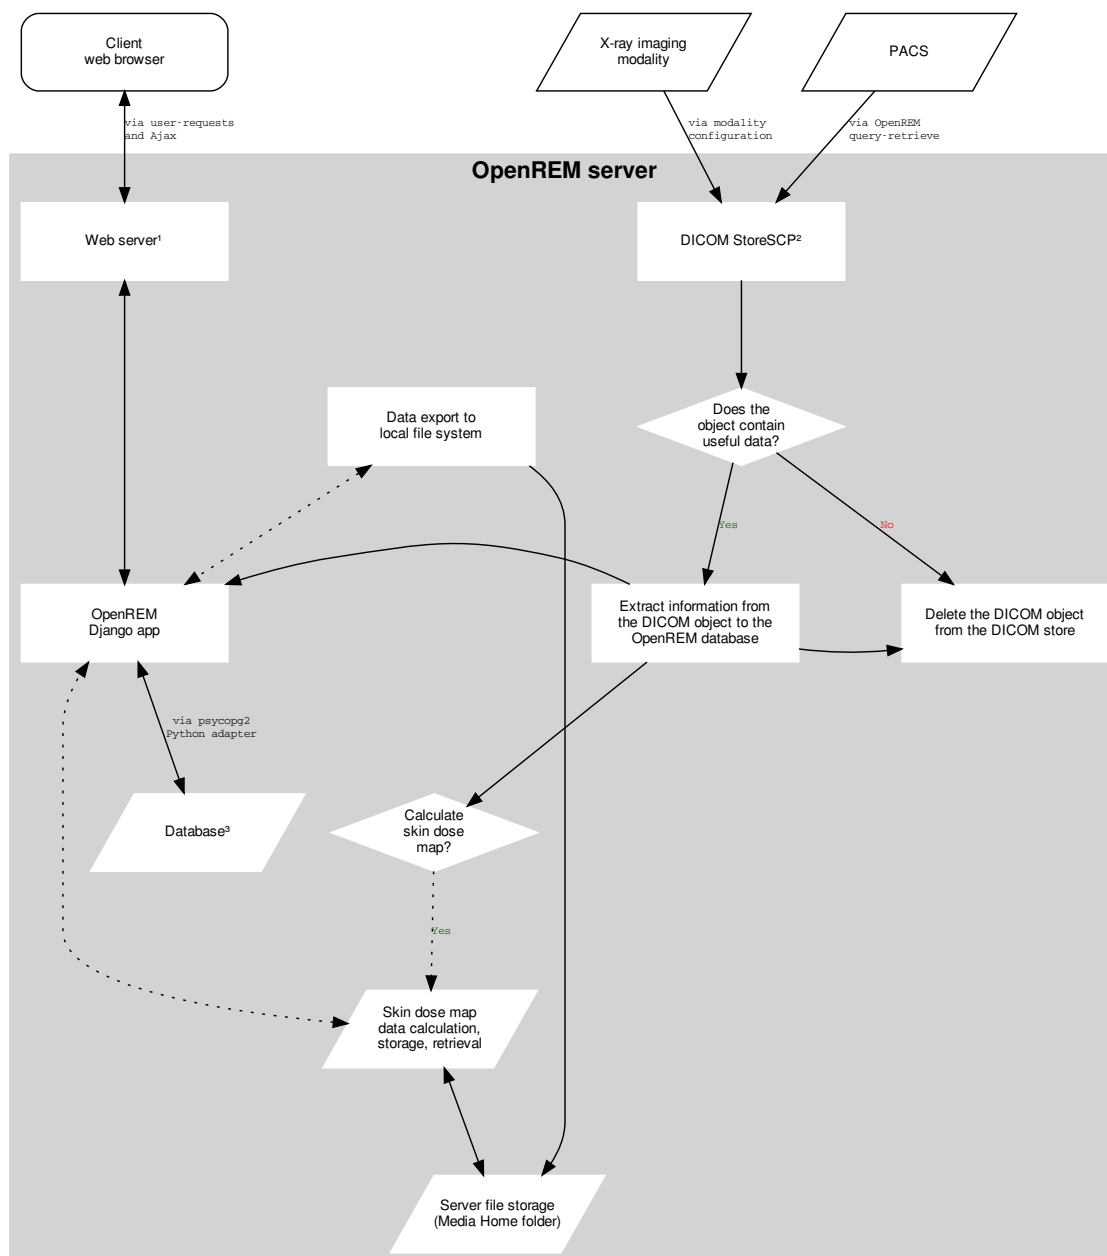 Client
web browser
X-ray imaging
modality
PACS
via user-requests
and Ajax
via modality
configuration
via OpenREM
query-retrieve
OpenREM server
Web server¹
DICOM StoreSCP²
Data export to
local file system
Does the
object contain
useful data?
Yes
No
OpenREM
Django app
Extract information from
the DICOM object to the
OpenREM database
Delete the DICOM object
from the DICOM store
via psycopg2
Python adapter
Database³
Calculate
skin dose
map?
Yes
Skin dose map
data calculation,
storage, retrieval
Server file storage
(Media Home folder)